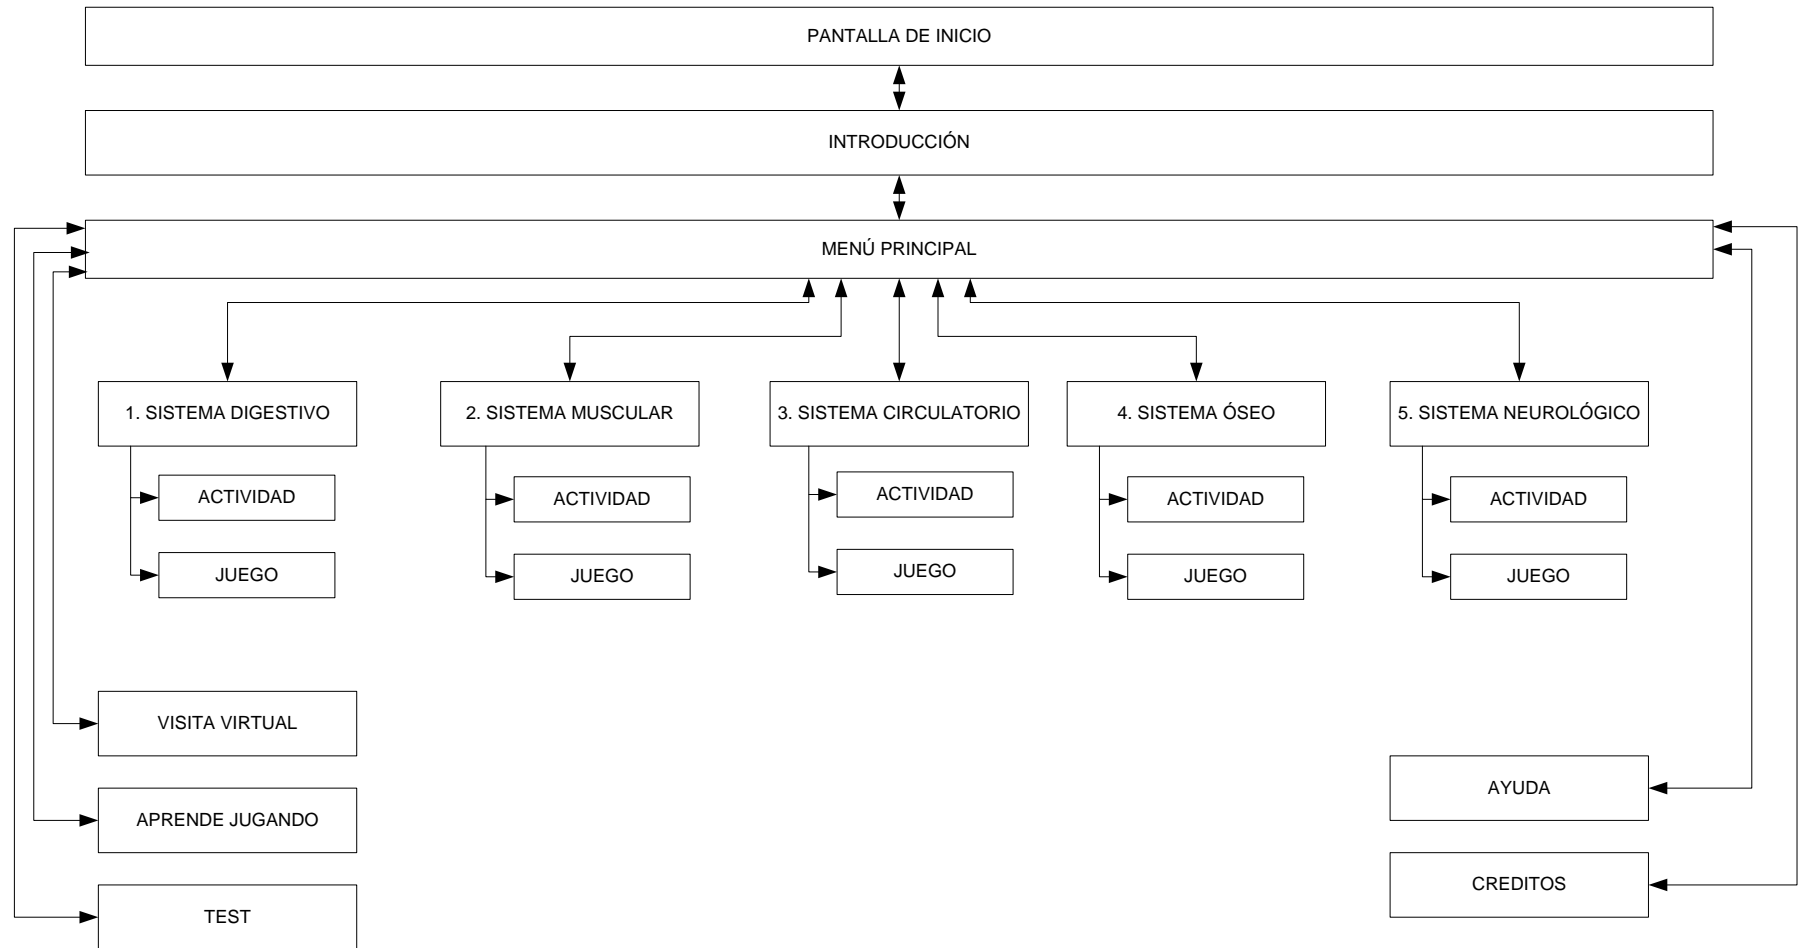 PANTALLA DE INICIO
INTRODUCCIÓN
MENÚ PRINCIPAL
1. SISTEMA DIGESTIVO
2. SISTEMA MUSCULAR
3. SISTEMA CIRCULATORIO
4. SISTEMA ÓSEO
5. SISTEMA NEUROLÓGICO
ACTIVIDAD
ACTIVIDAD
ACTIVIDAD
ACTIVIDAD
ACTIVIDAD
JUEGO
JUEGO
JUEGO
JUEGO
JUEGO
VISITA VIRTUAL
APRENDE JUGANDO
TEST
AYUDA
CREDITOS